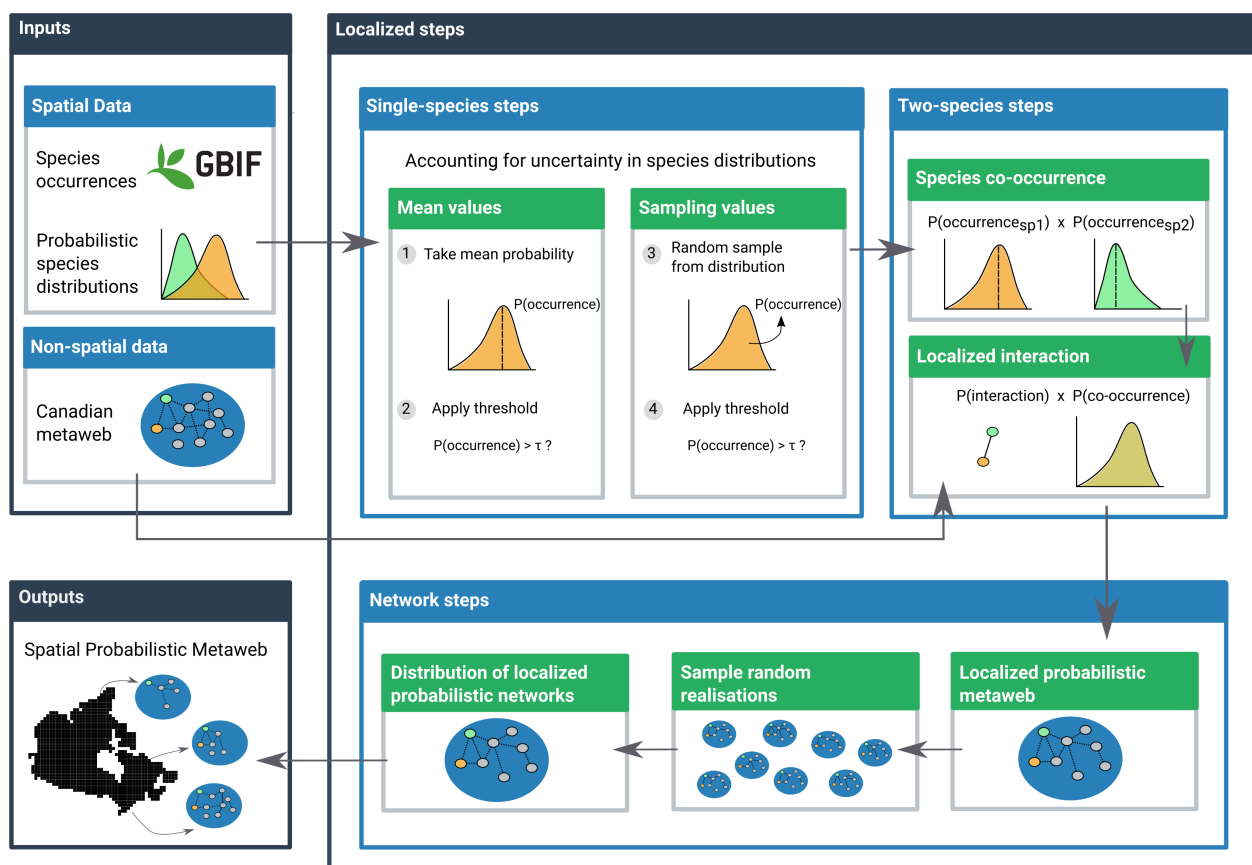 Inputs
Spatial Data
Species
occurrences
GBIF
Probabilistic
species
distributions
Non-spatial data
Canadian
metaweb
Localized steps
Single-species steps
Accounting for uncertainty in species distributions
Mean values
1 Take mean probability
P(occurrence)
2 Apply threshold
P(occurrence) > τ ?
Sampling values
3 Random sample
from distribution
P(occurrence)
4 Apply threshold
P(occurrence) > τ ?
Two-species steps
Species co-occurrence
P(occurrence_sp1) x P(occurrence_sp2)
Localized interaction
P(interaction) x P(co-occurrence)
Network steps
Localized probabilistic
metaweb
Sample random
realisations
Distribution of localized
probabilistic networks
Outputs
Spatial Probabilistic Metaweb